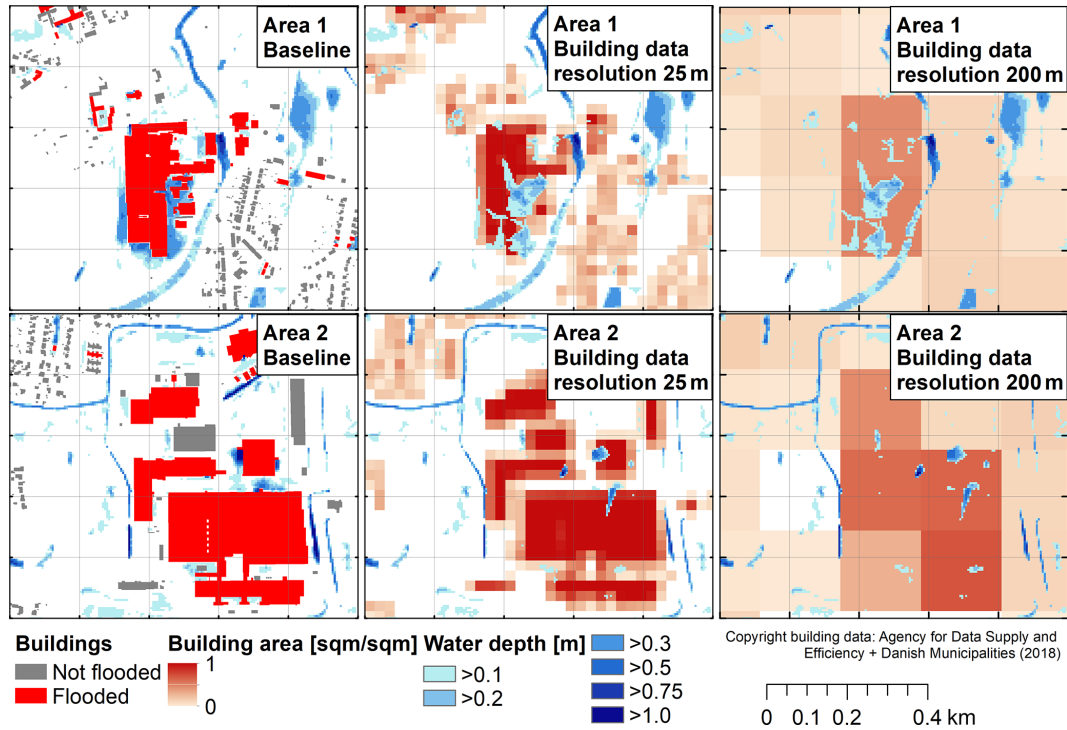 Area 1
Baseline
Area 1
Building data
resolution 25 m
Area 1
Building data
resolution 200 m
Area 2
Baseline
Area 2
Building data
resolution 25 m
Area 2
Building data
resolution 200 m
Buildings
Not flooded
Flooded
Building area [sqm/sqm]
1
0
Water depth [m]
>0.1
>0.2
>0.3
>0.5
>0.75
>1.0
Copyright building data: Agency for Data Supply and
Efficiency + Danish Municipalities (2018)
0 0.1 0.2 0.4 km